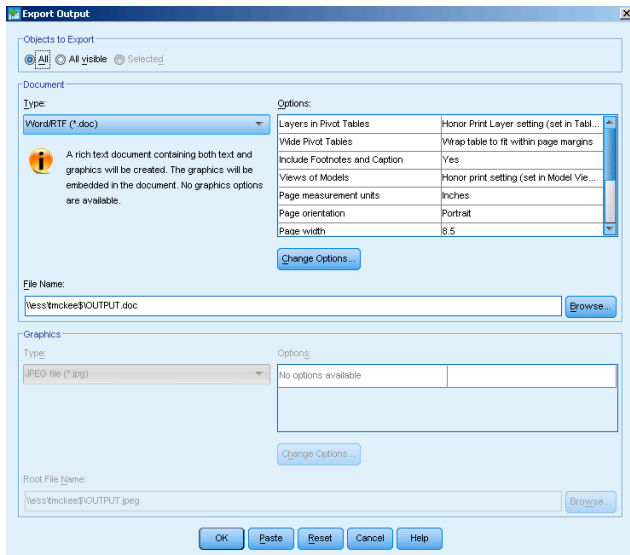 Export Output
Objects to Export
All All visible Selected
Document
Type:
Word/RTF (*.doc)
A rich text document containing both text and
graphics will be created. The graphics will be
embedded in the document. No graphics options
are available.
Options:
Layers in Pivot Tables Honor Print Layer setting (set in Tabl...
Wide Pivot Tables Wrap table to fit within page margins
Include Footnotes and Caption Yes
Views of Models Honor print setting (set in Model Vie...
Page measurement units Inches
Page orientation Portrait
Page width 8.5
Change Options...
File Name:
\\ess\tmckee$\OUTPUT.doc
Browse...
Graphics
Type:
JPEG file (*.jpg)
Options:
No options available
Change Options...
Root File Name:
\\ess\tmckee$\OUTPUT.jpeg
Browse...
OK Paste Reset Cancel Help